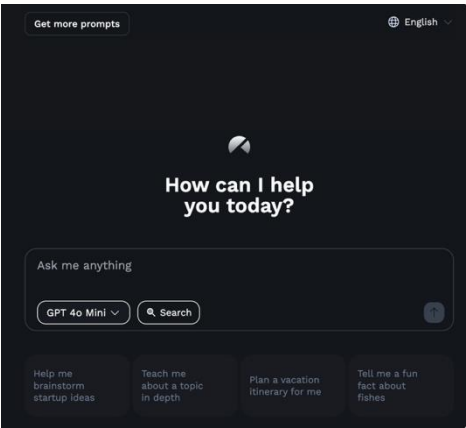 Get more prompts
English
How can I help
you today?
Ask me anything
GPT 4o Mini
Search
Help me
brainstorm
startup ideas
Teach me
about a topic
in depth
Plan a vacation
itinerary for me
Tell me a fun
fact about
fishes